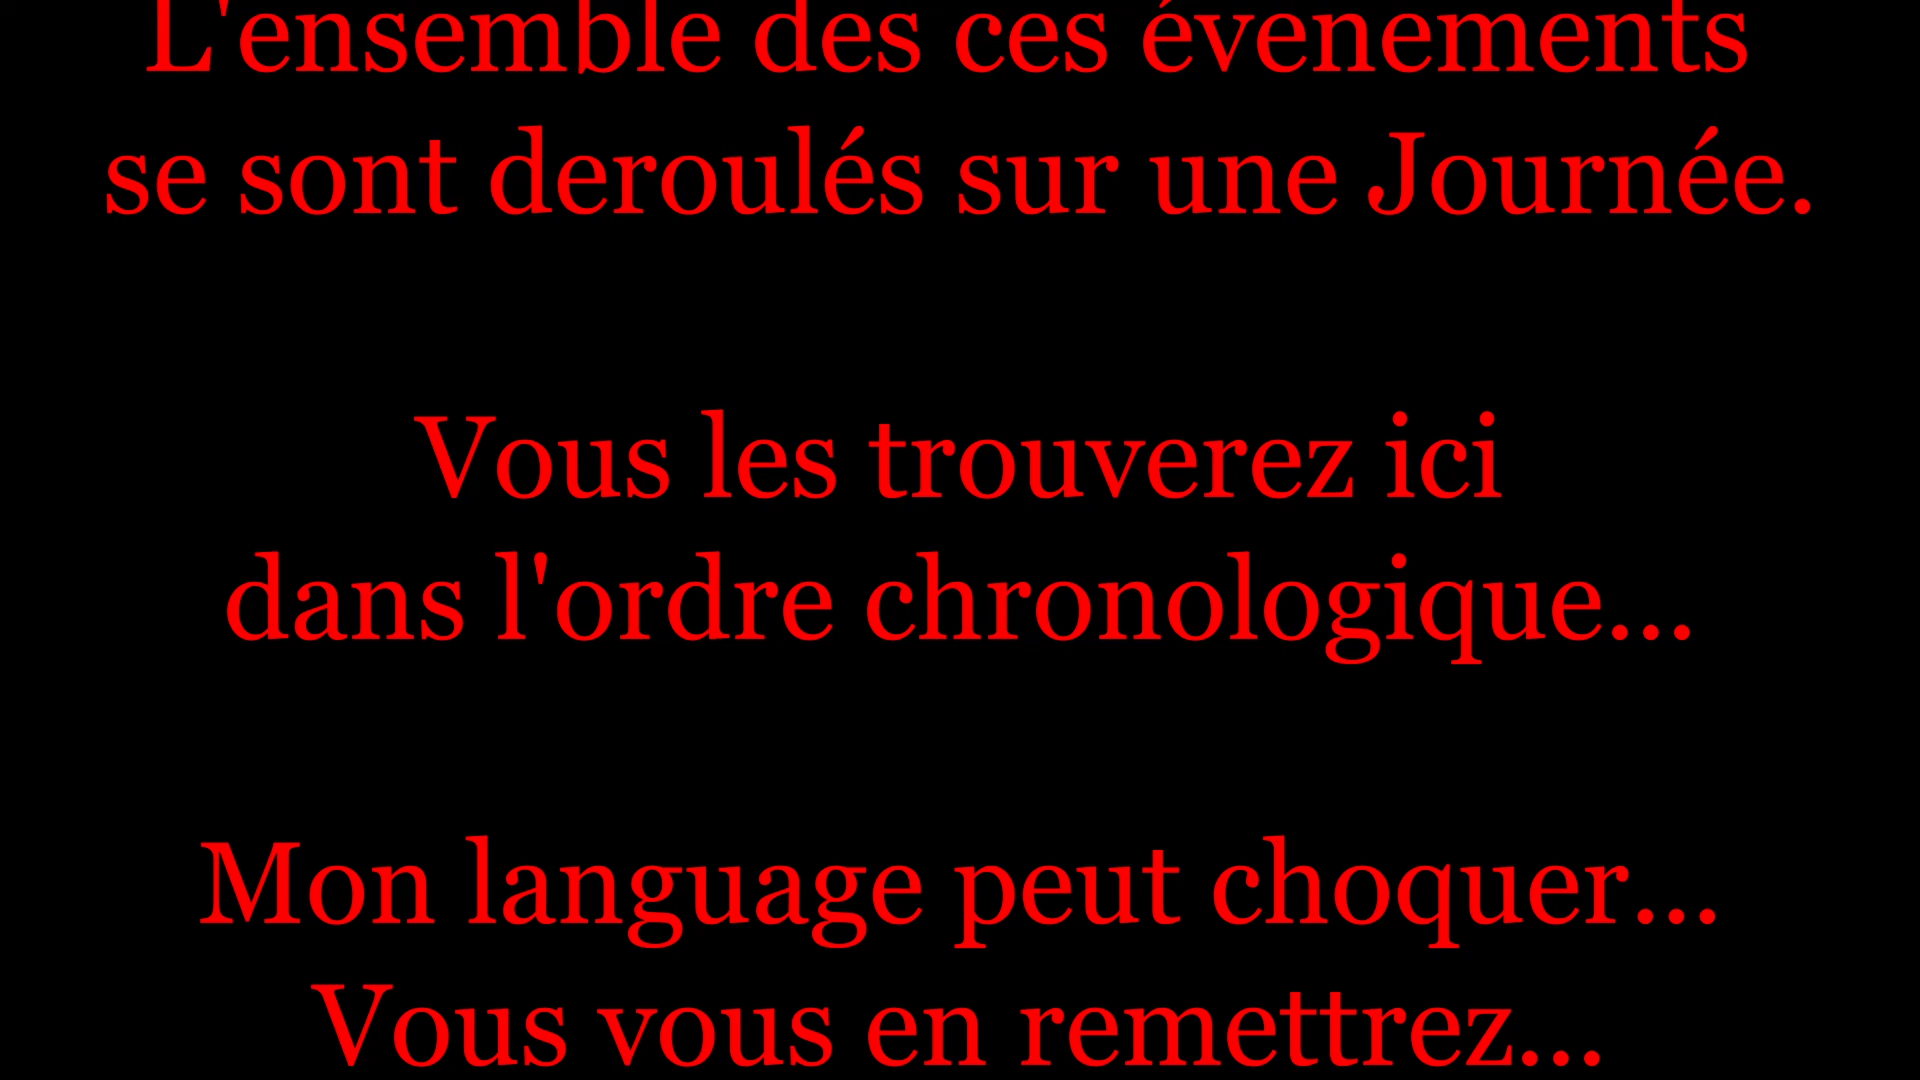 L'ensemble des ces évenements
se sont deroulés sur une Journée.
Vous les trouverez ici
dans l'ordre chronologique...
Mon language peut choquer...
Vous vous en remettrez...